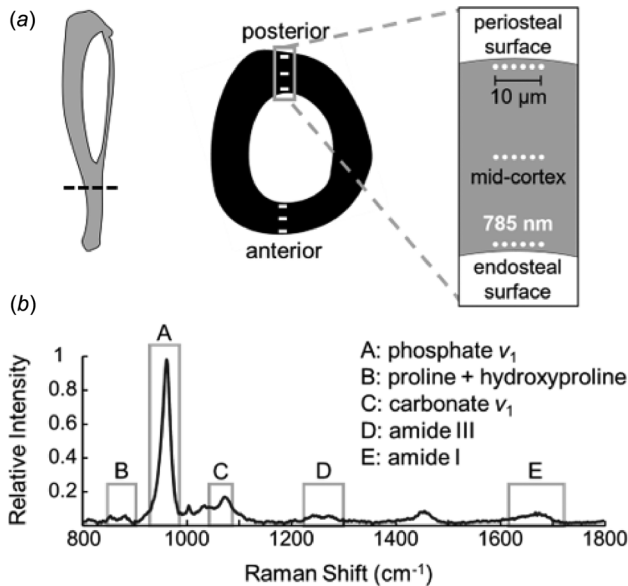 (a)
posterior
anterior
periosteal
surface
10 µm
mid-cortex
785 nm
endosteal
surface
(b)
A
B
C
D
E
A: phosphate v₁
B: proline + hydroxyproline
C: carbonate v₁
D: amide III
E: amide I
Relative Intensity
1
0.8
0.6
0.4
0.2
800 1000 1200 1400 1600 1800
Raman Shift (cm⁻¹)